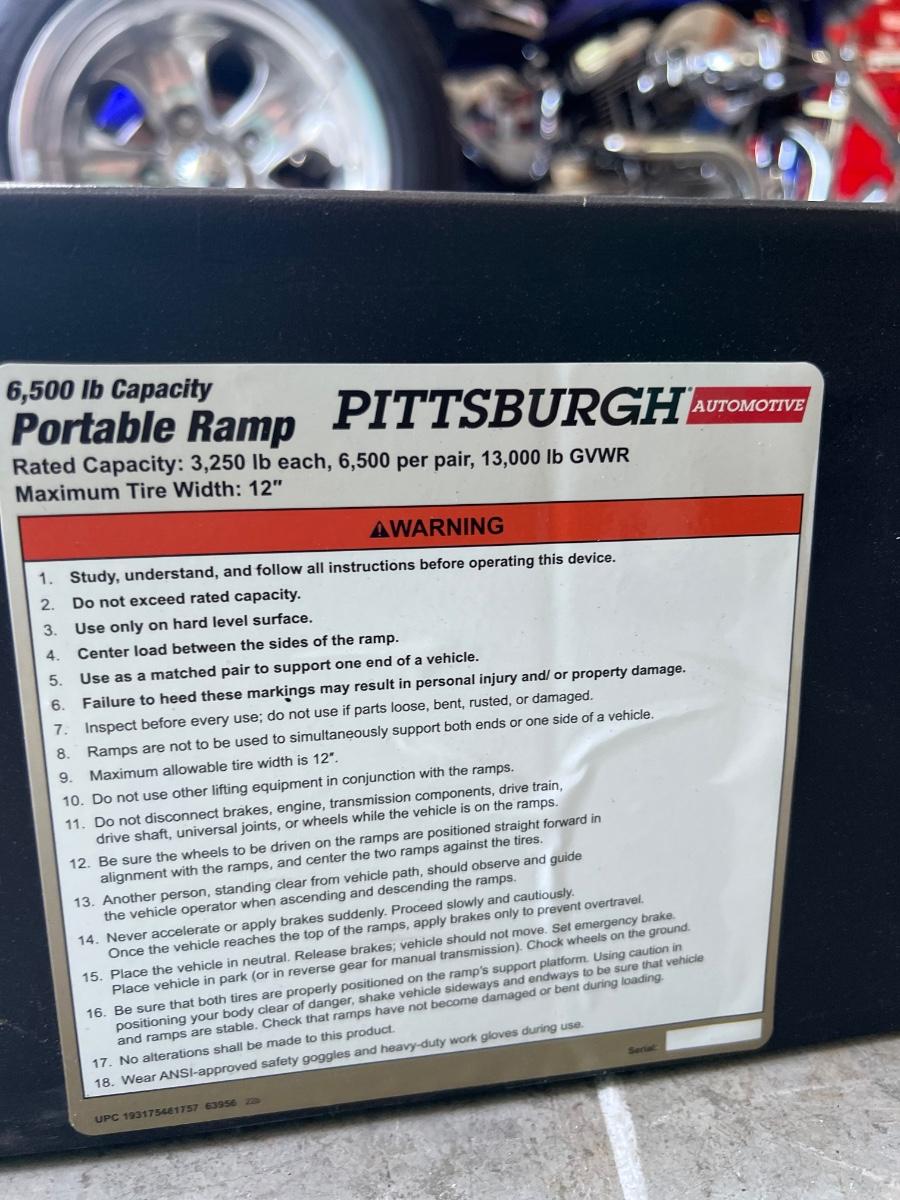 6,500 lb Capacity
Portable Ramp
PITTSBURGH® AUTOMOTIVE
Rated Capacity: 3,250 lb each, 6,500 per pair, 13,000 lb GVWR
Maximum Tire Width: 12"
⚠WARNING
1. Study, understand, and follow all instructions before operating this device.
2. Do not exceed rated capacity.
3. Use only on hard level surface.
4. Center load between the sides of the ramp.
5. Use as a matched pair to support one end of a vehicle.
6. Failure to heed these markings may result in personal injury and/ or property damage.
7. Inspect before every use; do not use if parts loose, bent, rusted, or damaged.
8. Ramps are not to be used to simultaneously support both ends or one side of a vehicle.
9. Maximum allowable tire width is 12".
10. Do not use other lifting equipment in conjunction with the ramps.
11. Do not disconnect brakes, engine, transmission components, drive train,
drive shaft, universal joints, or wheels while the vehicle is on the ramps.
12. Be sure the wheels to be driven on the ramps are positioned straight forward in
alignment with the ramps, and center the two ramps against the tires.
13. Another person, standing clear from vehicle path, should observe and guide
the vehicle operator when ascending and descending the ramps.
14. Never accelerate or apply brakes suddenly. Proceed slowly and cautiously.
Once the vehicle reaches the top of the ramps, apply brakes only to prevent overtravel.
15. Place the vehicle in neutral. Release brakes; vehicle should not move. Set emergency brake.
Place vehicle in park (or in reverse gear for manual transmission). Chock wheels on the ground.
16. Be sure that both tires are properly positioned on the ramp's support platform. Using caution in
positioning your body clear of danger, shake vehicle sideways and endways to be sure that vehicle
and ramps are stable. Check that ramps have not become damaged or bent during loading.
17. No alterations shall be made to this product.
18. Wear ANSI-approved safety goggles and heavy-duty work gloves during use.
Serial:
UPC 193175481757 63956 22b